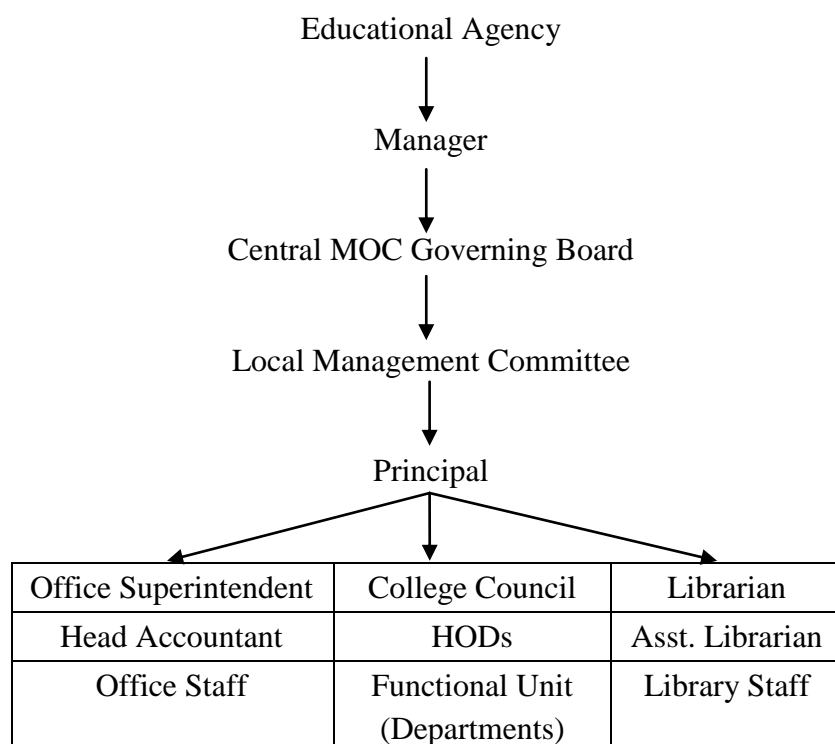 Educational Agency
Manager
Central MOC Governing Board
Local Management Committee
Principal
Office Superintendent College Council Librarian
Head Accountant HODs Asst. Librarian
Office Staff Functional Unit Library Staff
(Departments)